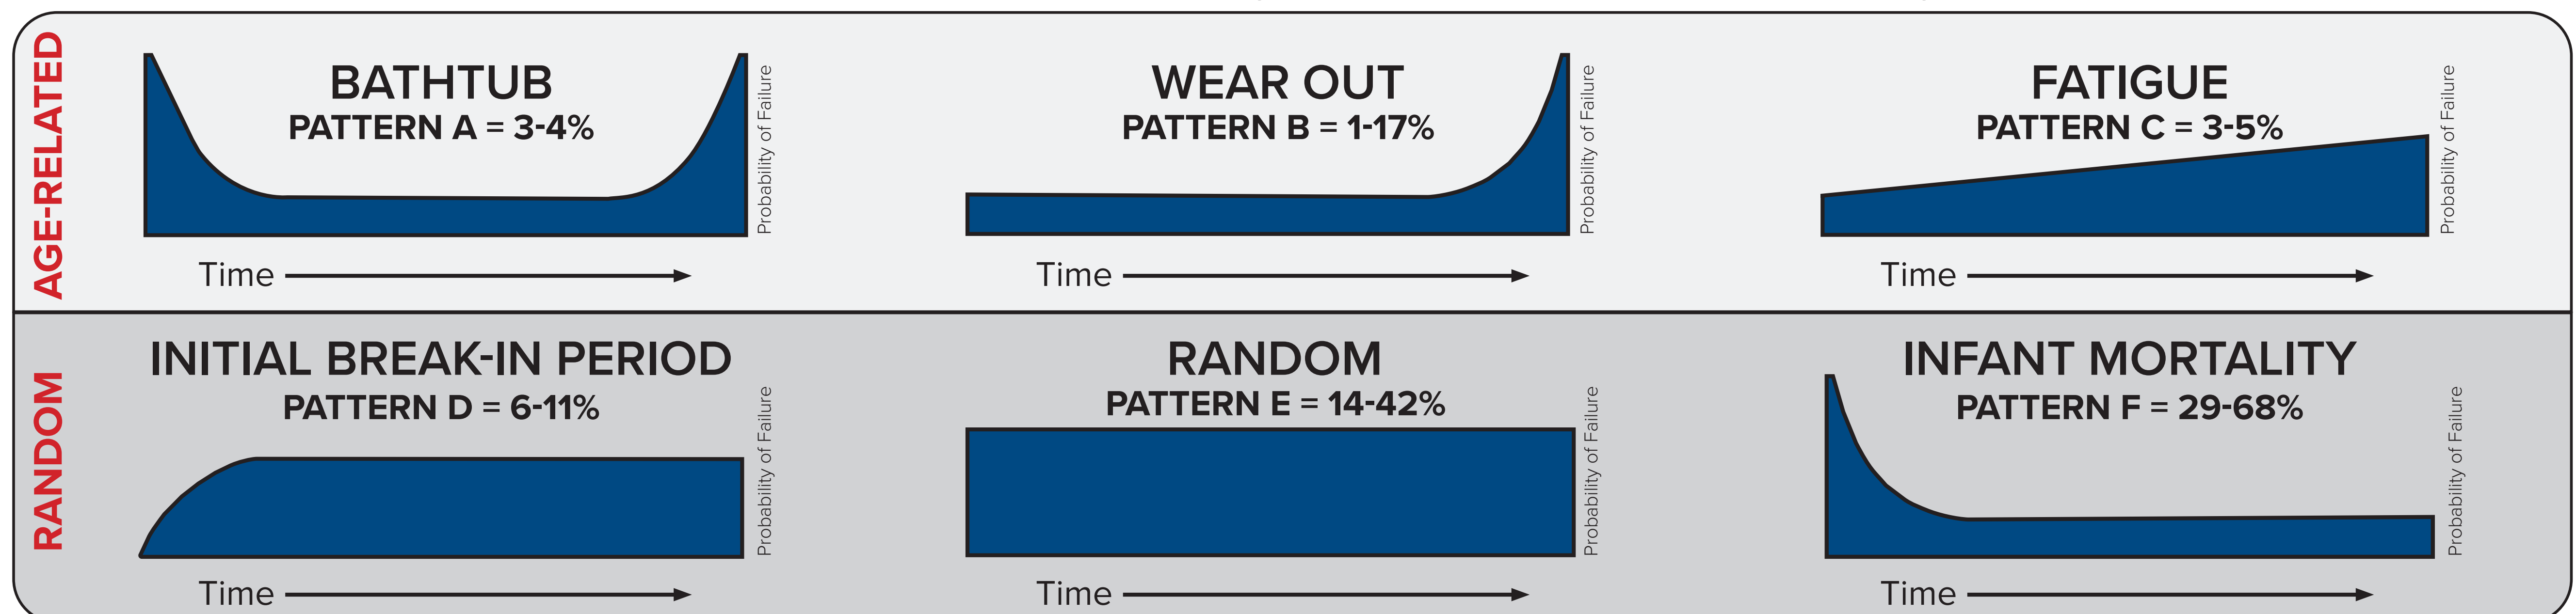 AGE-RELATED
BATHTUB
PATTERN A = 3-4%
Probability of Failure
Time
WEAR OUT
PATTERN B = 1-17%
Probability of Failure
Time
FATIGUE
PATTERN C = 3-5%
Probability of Failure
Time
RANDOM
INITIAL BREAK-IN PERIOD
PATTERN D = 6-11%
Probability of Failure
Time
RANDOM
PATTERN E = 14-42%
Probability of Failure
Time
INFANT MORTALITY
PATTERN F = 29-68%
Probability of Failure
Time